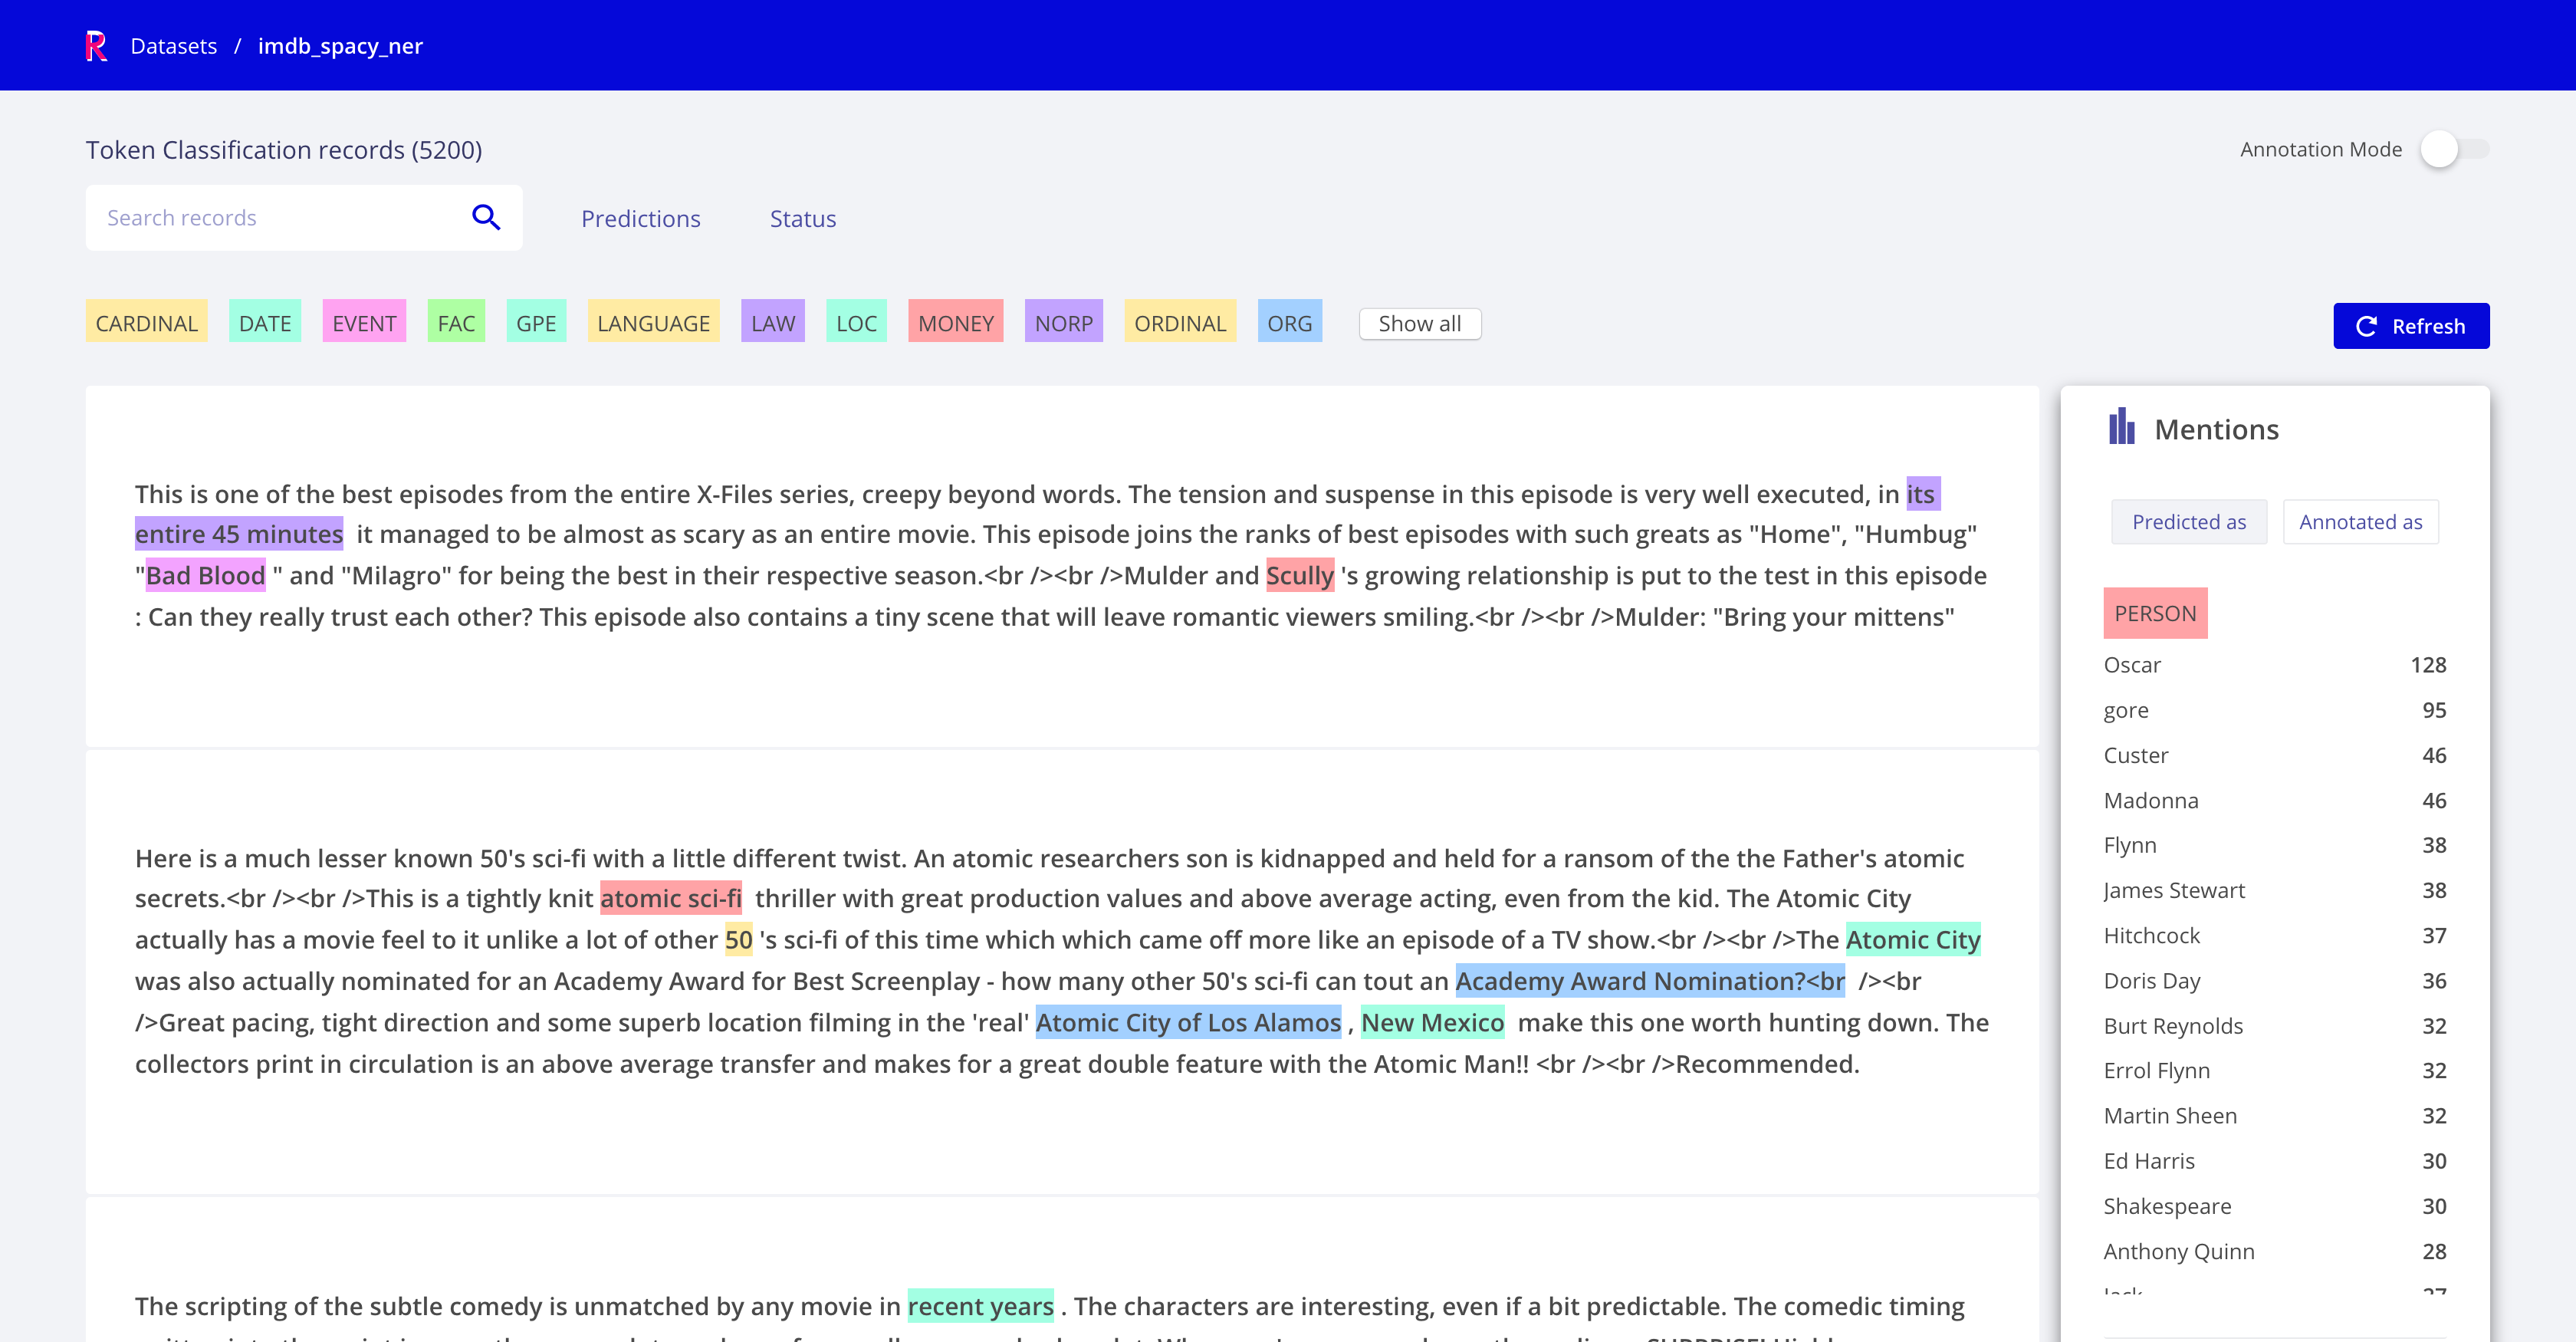 R Datasets / imdb_spacy_ner
Token Classification records (5200)
Annotation Mode
Search records
Predictions
Status
CARDINAL DATE EVENT FAC GPE LANGUAGE LAW LOC MONEY NORP ORDINAL ORG Show all
Refresh
This is one of the best episodes from the entire X-Files series, creepy beyond words. The tension and suspense in this episode is very well executed, in its
entire 45 minutes it managed to be almost as scary as an entire movie. This episode joins the ranks of best episodes with such greats as "Home", "Humbug"
"Bad Blood " and "Milagro" for being the best in their respective season.<br /><br />Mulder and Scully 's growing relationship is put to the test in this episode
: Can they really trust each other? This episode also contains a tiny scene that will leave romantic viewers smiling.<br /><br />Mulder: "Bring your mittens"
Here is a much lesser known 50's sci-fi with a little different twist. An atomic researchers son is kidnapped and held for a ransom of the the Father's atomic
secrets.<br /><br />This is a tightly knit atomic sci-fi thriller with great production values and above average acting, even from the kid. The Atomic City
actually has a movie feel to it unlike a lot of other 50 's sci-fi of this time which which came off more like an episode of a TV show.<br /><br />The Atomic City
was also actually nominated for an Academy Award for Best Screenplay - how many other 50's sci-fi can tout an Academy Award Nomination?<br /><br
/>Great pacing, tight direction and some superb location filming in the 'real' Atomic City of Los Alamos , New Mexico make this one worth hunting down. The
collectors print in circulation is an above average transfer and makes for a great double feature with the Atomic Man!! <br /><br />Recommended.
The scripting of the subtle comedy is unmatched by any movie in recent years . The characters are interesting, even if a bit predictable. The comedic timing
Mentions
Predicted as
Annotated as
PERSON
Oscar 128
gore 95
Custer 46
Madonna 46
Flynn 38
James Stewart 38
Hitchcock 37
Doris Day 36
Burt Reynolds 32
Errol Flynn 32
Martin Sheen 32
Ed Harris 30
Shakespeare 30
Anthony Quinn 28